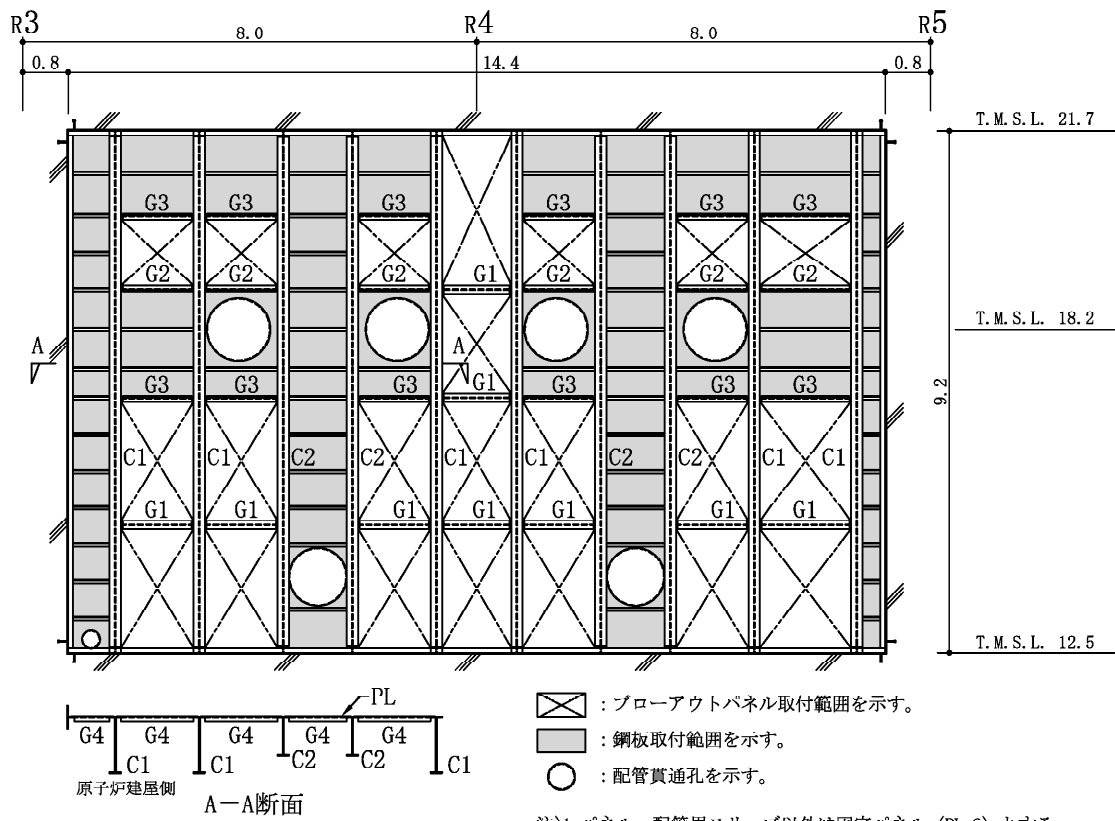 R3 R4 R5
8.0 8.0
0.8 14.4 0.8
T.M.S.L. 21.7
G3 G3 G3 G3 G3 G3
G2 G2 G2 G1 G2 G2 G2
T.M.S.L. 18.2
A A
G3 G3 G3 G1 G3 G3 G3
9.2
C1 C1 C2 C2 C1 C1 C2 C2 C1 C1
G1 G1 G1 G1 G1 G1 G1
T.M.S.L. 12.5
PL
G4 G4 G4 G4 G4
C1 C1 C2 C2 C1
原子炉建屋側
A-A断面
:ブローアウトパネル取付範囲を示す。
:鋼板取付範囲を示す。
:配管貫通孔を示す。